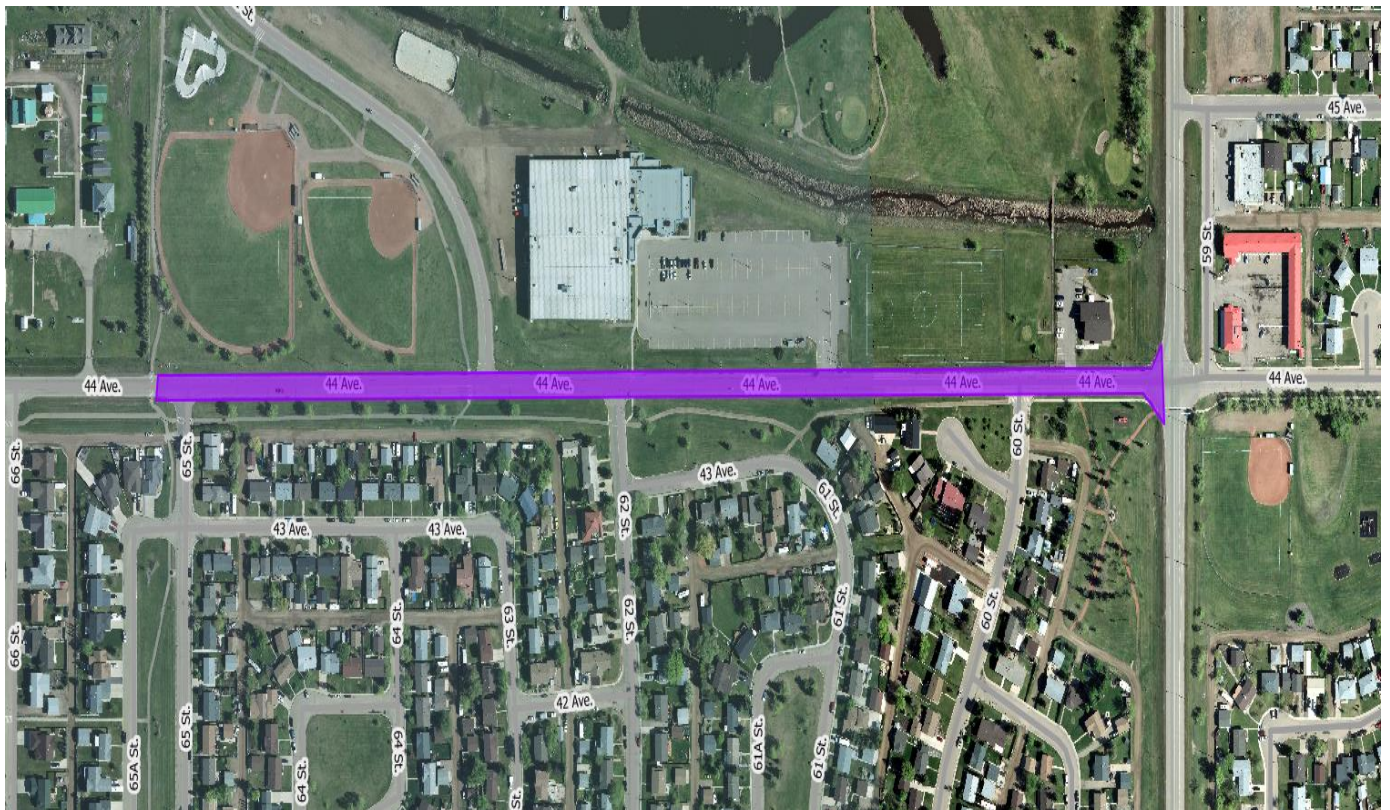 St.
45 Ave.
59 St.
44 Ave.
44 Ave.
44 Ave.
44 Ave.
44 Ave.
44 Ave.
44 Ave.
66 St.
65 St.
60 St.
43 Ave.
61 St.
62 St.
43 Ave.
43 Ave.
64 St.
63 St.
62 St.
61 St.
60 St.
66 St.
65A St.
65 St.
64 St.
64 St.
42 Ave.
St.
61A St.
61 St.